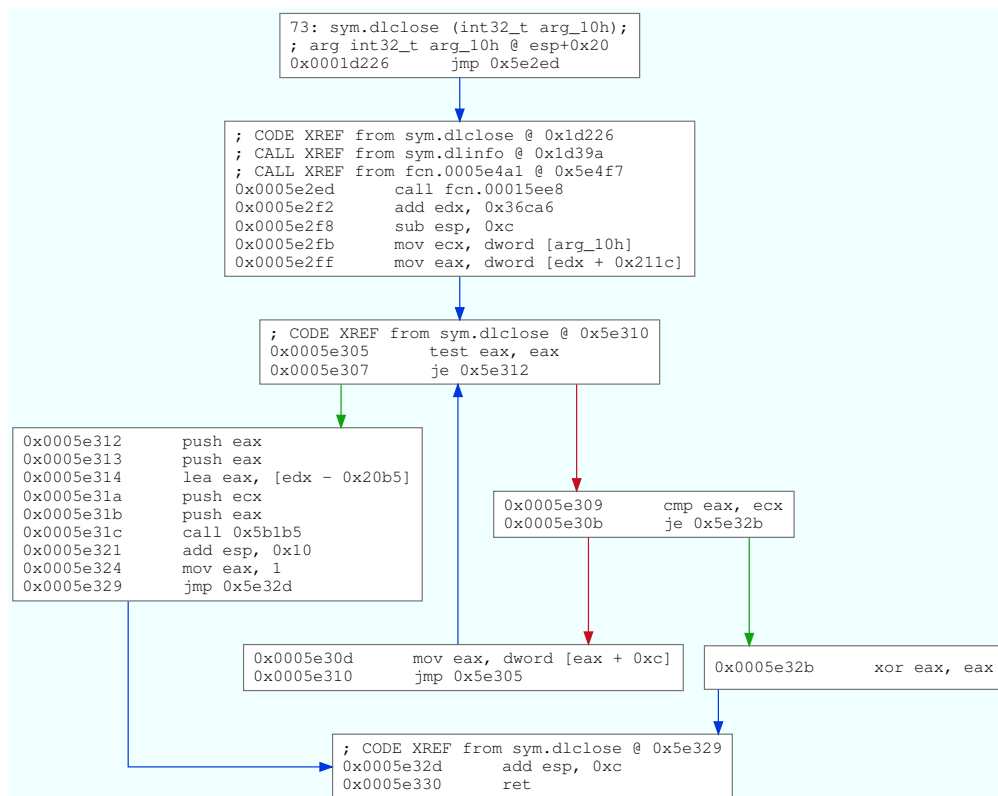 73: sym.dlclose (int32_t arg_10h);
; arg int32_t arg_10h @ esp+0x20
0x0001d226 jmp 0x5e2ed
; CODE XREF from sym.dlclose @ 0x1d226
; CALL XREF from sym.dlinfo @ 0x1d39a
; CALL XREF from fcn.0005e4a1 @ 0x5e4f7
0x0005e2ed call fcn.00015ee8
0x0005e2f2 add edx, 0x36ca6
0x0005e2f8 sub esp, 0xc
0x0005e2fb mov ecx, dword [arg_10h]
0x0005e2ff mov eax, dword [edx + 0x211c]
; CODE XREF from sym.dlclose @ 0x5e310
0x0005e305 test eax, eax
0x0005e307 je 0x5e312
0x0005e312 push eax
0x0005e313 push eax
0x0005e314 lea eax, [edx - 0x20b5]
0x0005e31a push ecx
0x0005e31b push eax
0x0005e31c call 0x5b1b5
0x0005e321 add esp, 0x10
0x0005e324 mov eax, 1
0x0005e329 jmp 0x5e32d
0x0005e309 cmp eax, ecx
0x0005e30b je 0x5e32b
0x0005e30d mov eax, dword [eax + 0xc]
0x0005e310 jmp 0x5e305
0x0005e32b xor eax, eax
; CODE XREF from sym.dlclose @ 0x5e329
0x0005e32d add esp, 0xc
0x0005e330 ret